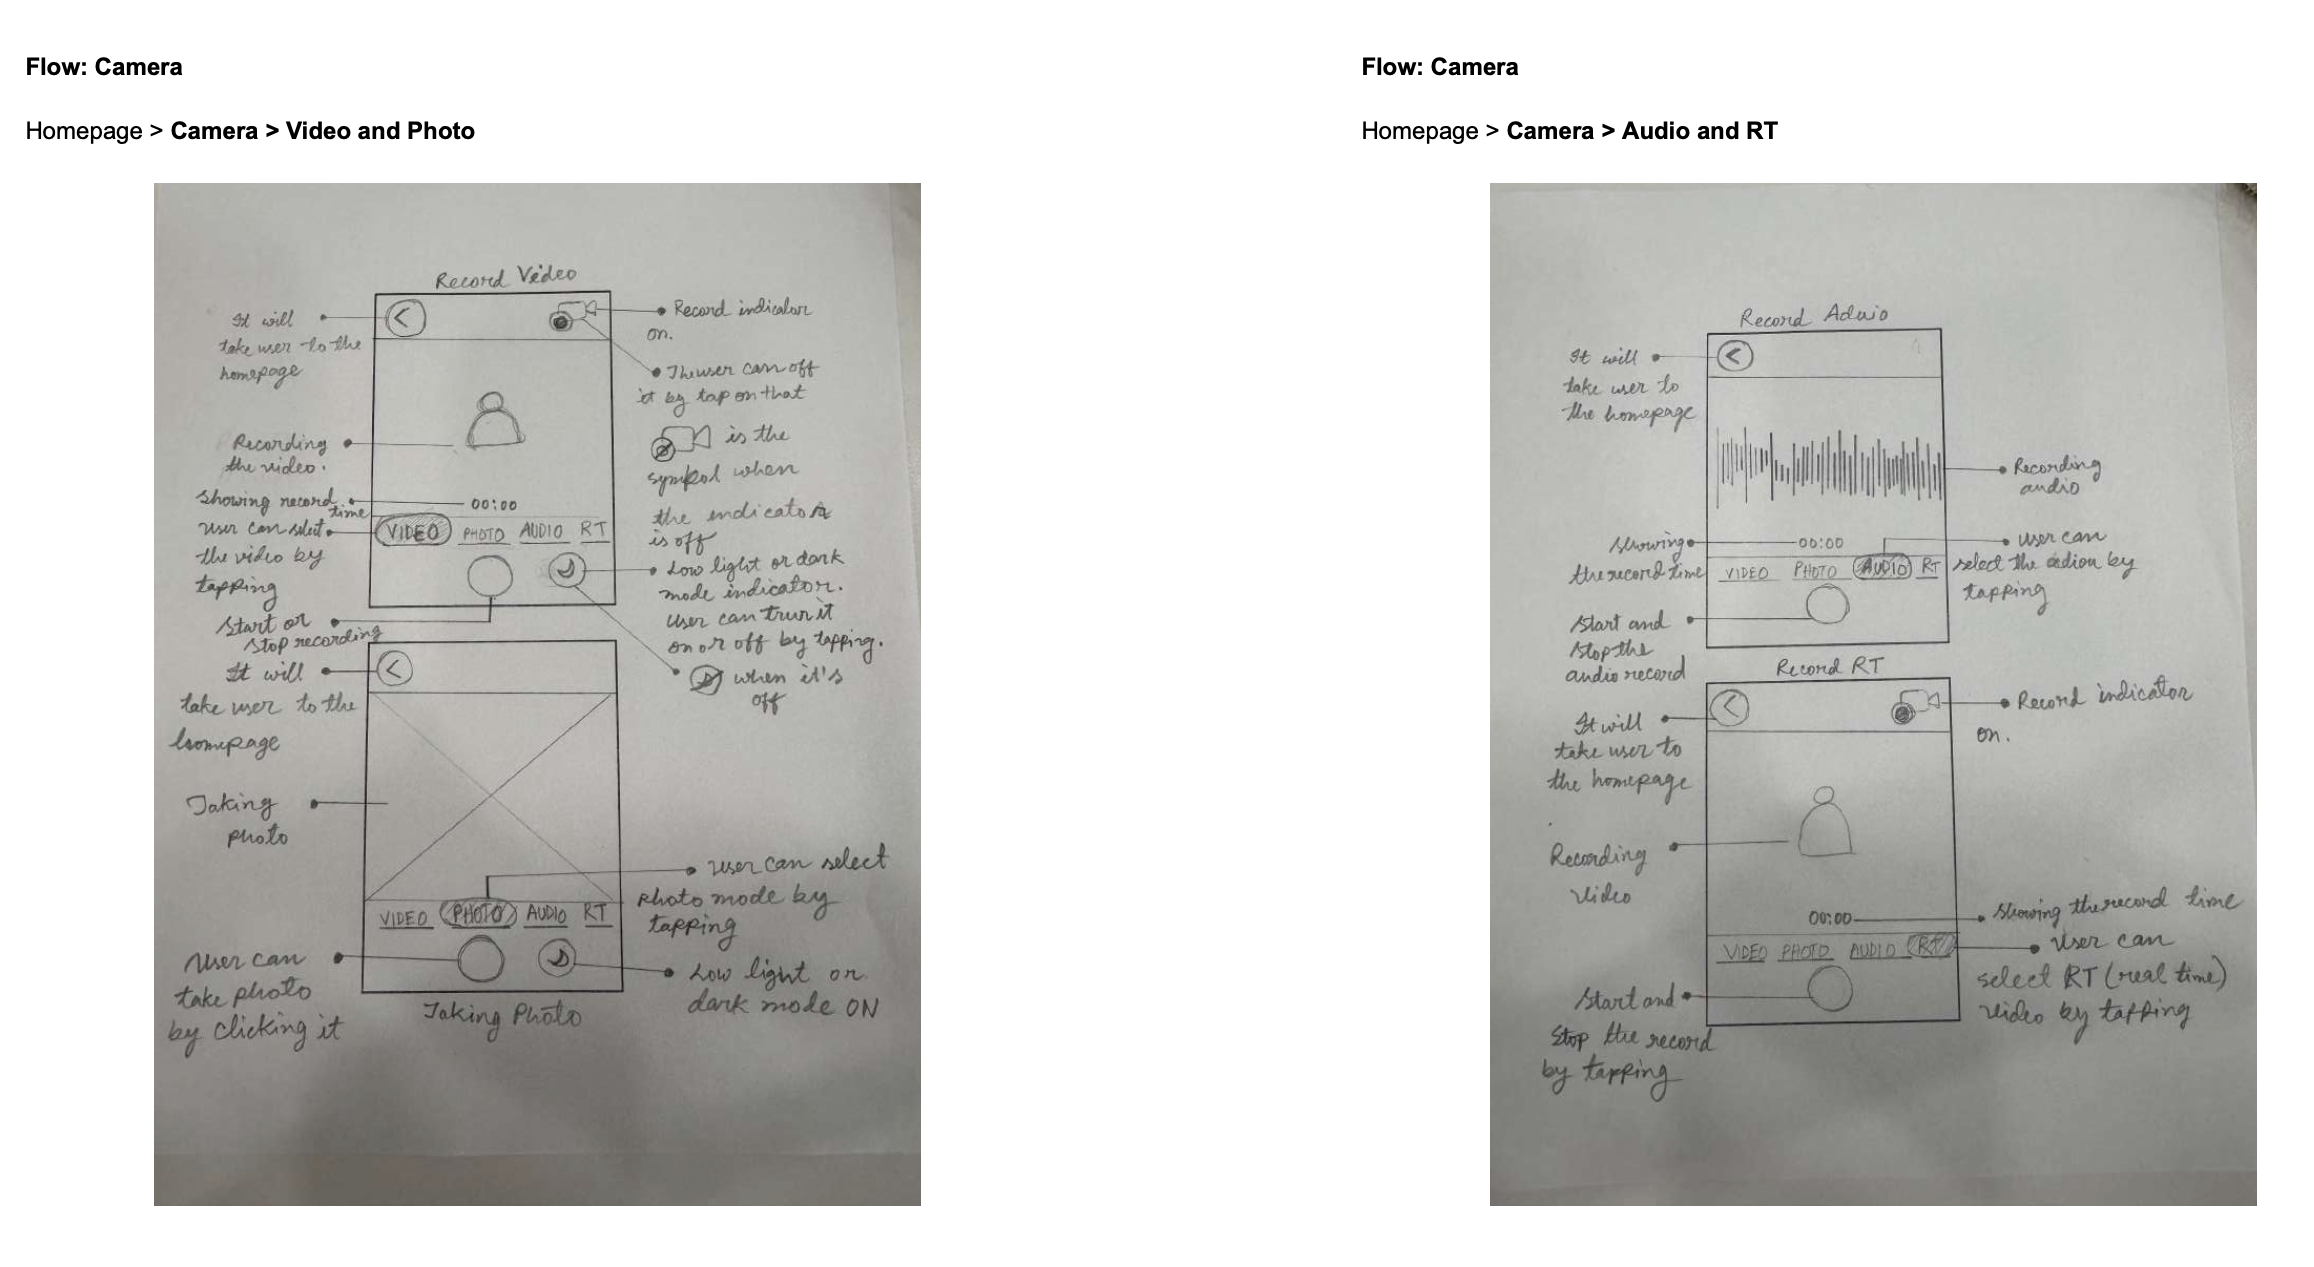 Flow: Camera
Homepage > Camera > Video and Photo
Record Video
It will
take user to the
homepage
Record indicator
on.
The user can off
it by tap on that
is the
symbol when
the indicator
is off
Recording
the video.
Showing record
time
00:00
User can select
the video by
tapping
VIDEO PHOTO AUDIO RT
Low light or dark
mode indicator.
User can trun it
on or off by tapping.
when it's
off
Start or
stop recording
It will
take user to the
homepage
Taking
photo
User can select
photo mode by
tapping
VIDEO PHOTO AUDIO RT
User can
take photo
by clicking it
Low light or
dark mode ON
Taking Photo
Flow: Camera
Homepage > Camera > Audio and RT
Record Aduio
It will
take user to
the homepage
Recording
audio
Showing
the record time
00:00
User can
select the by
tapping
VIDEO PHOTO AUDIO RT
Start and
stop the
audio record
Record RT
It will
take user to
the homepage
Record indicator
on.
Recording
video
00:00
Showing the record time
VIDEO PHOTO AUDIO RT
User can
select RT (real time)
video by tapping
Start and
stop the record
by tapping